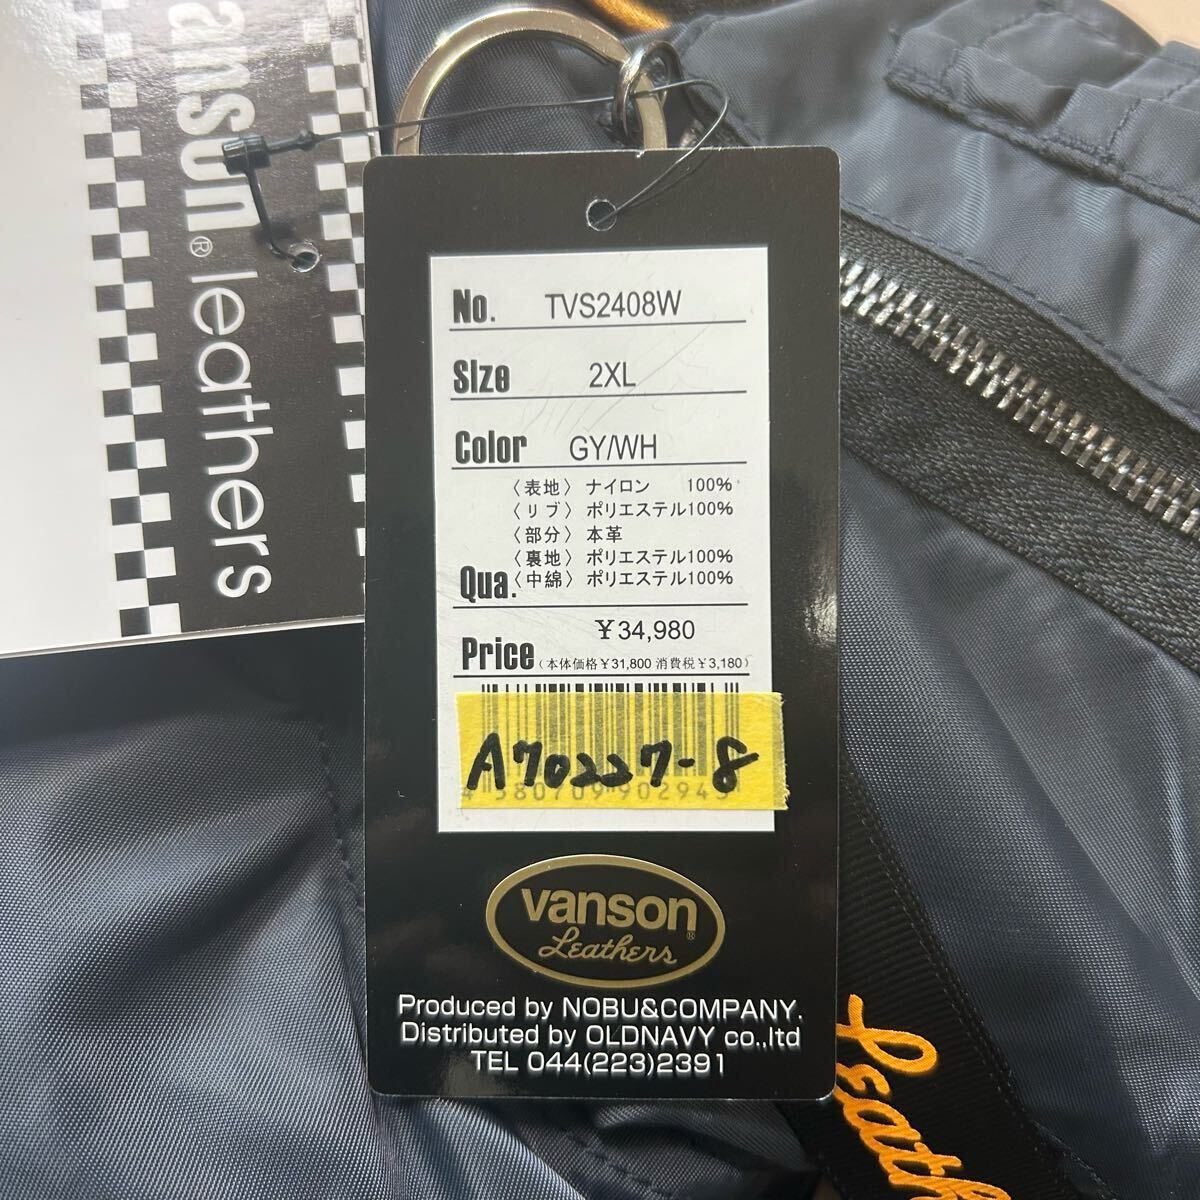 anson® leathers
No. TVS2408W
Size 2XL
Color GY/WH
〈表地〉 ナイロン 100%
〈リブ〉 ポリエステル100%
〈部分〉 本革
〈裏地〉 ポリエステル100%
Qua. 〈中綿〉 ポリエステル100%
¥34,980
Price (本体価格¥31,800 消費税¥3,180)
A70227-8
4 580709 902945
vanson®
Leathers
Produced by NOBU&COMPANY.
Distributed by OLDNAVY co.,ltd
TEL 044(223)2391
Leath